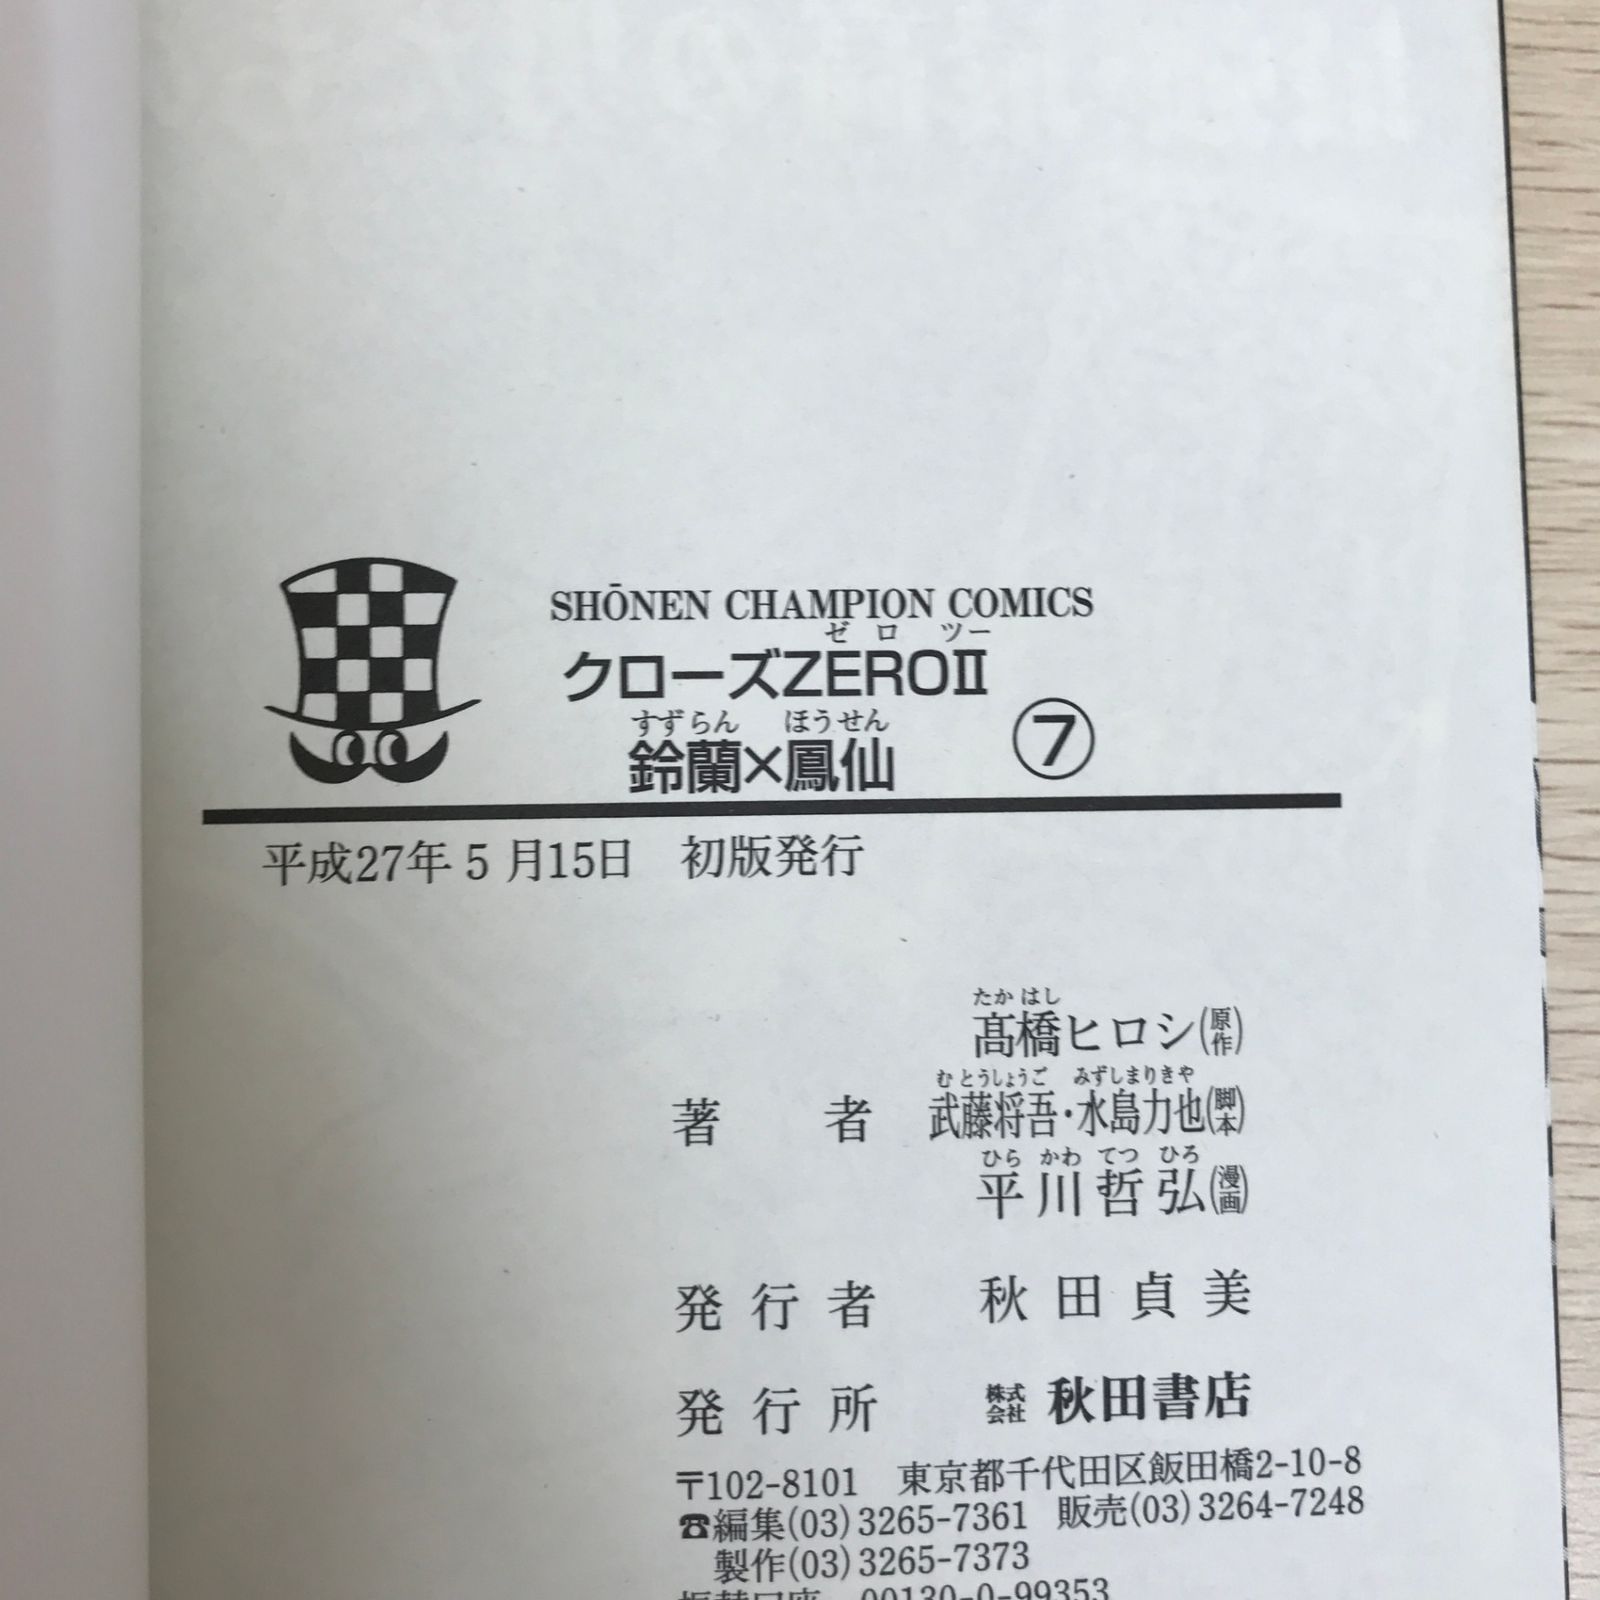 SHŌNEN CHAMPION COMICS
ゼロ ツー
クローズZEROⅡ
すずらん ほうせん
鈴蘭×鳳仙 ⑦
平成27年5月15日 初版発行
たかはし
髙橋ヒロシ(原作)
むとうしょうご みずしまりきや
著者 武藤将吾・水島力也(脚本)
ひらかわてつひろ
平川哲弘(漫画)
発行者 秋田貞美
発行所 株式会社 秋田書店
〒102-8101 東京都千代田区飯田橋2-10-8
☎編集(03)3265-7361 販売(03)3264-7248
製作(03)3265-7373
振替口座 00130-0-99353